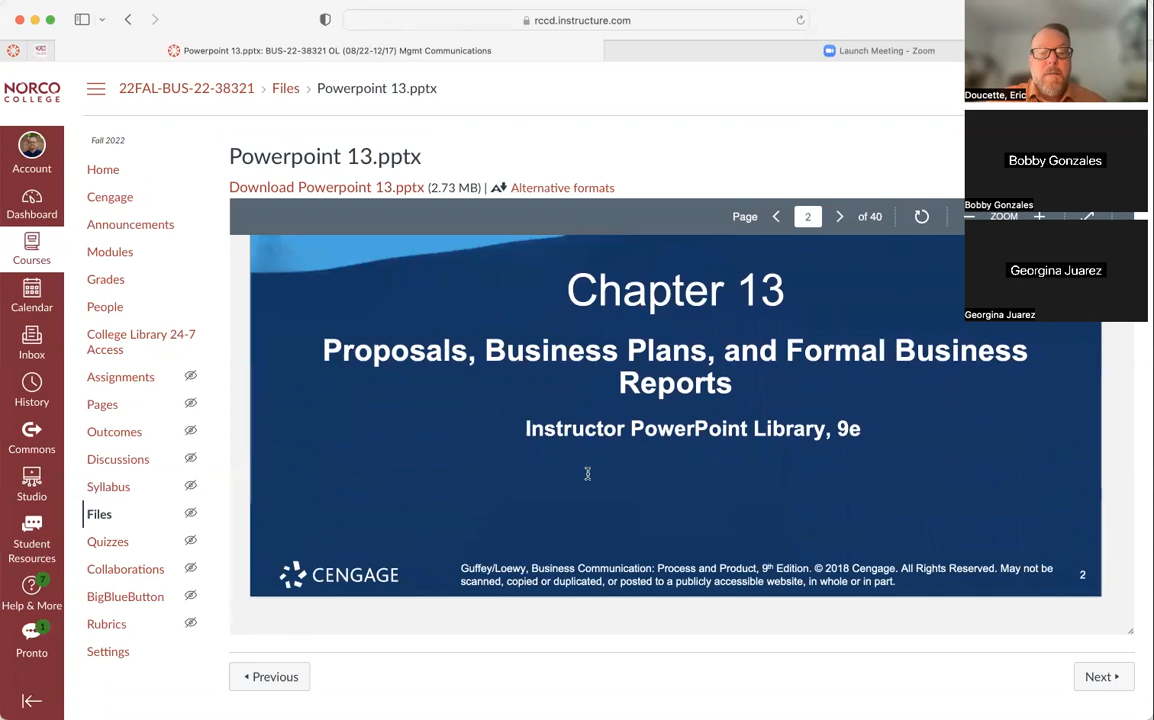 rccd.instructure.com
Powerpoint 13.pptx: BUS-22-38321 OL (08/22-12/17) Mgmt Communications
Launch Meeting - Zoom
NORCO
COLLEGE
22FAL-BUS-22-38321 › Files › Powerpoint 13.pptx
Doucette, Eric
Bobby Gonzales
Bobby Gonzales
Georgina Juarez
Georgina Juarez
Account
Dashboard
Courses
Calendar
Inbox
History
Commons
Studio
Student
Resources
7
Help & More
1
Pronto
Fall 2022
Home
Cengage
Announcements
Modules
Grades
People
College Library 24-7
Access
Assignments
Pages
Outcomes
Discussions
Syllabus
Files
Quizzes
Collaborations
BigBlueButton
Rubrics
Settings
Powerpoint 13.pptx
Download Powerpoint 13.pptx (2.73 MB) | Alternative formats
Page 2 of 40 ZOOM
Chapter 13
Proposals, Business Plans, and Formal Business
Reports
Instructor PowerPoint Library, 9e
CENGAGE
Guffey/Loewy, Business Communication: Process and Product, 9th Edition. © 2018 Cengage. All Rights Reserved. May not be
scanned, copied or duplicated, or posted to a publicly accessible website, in whole or in part.
2
Previous
Next